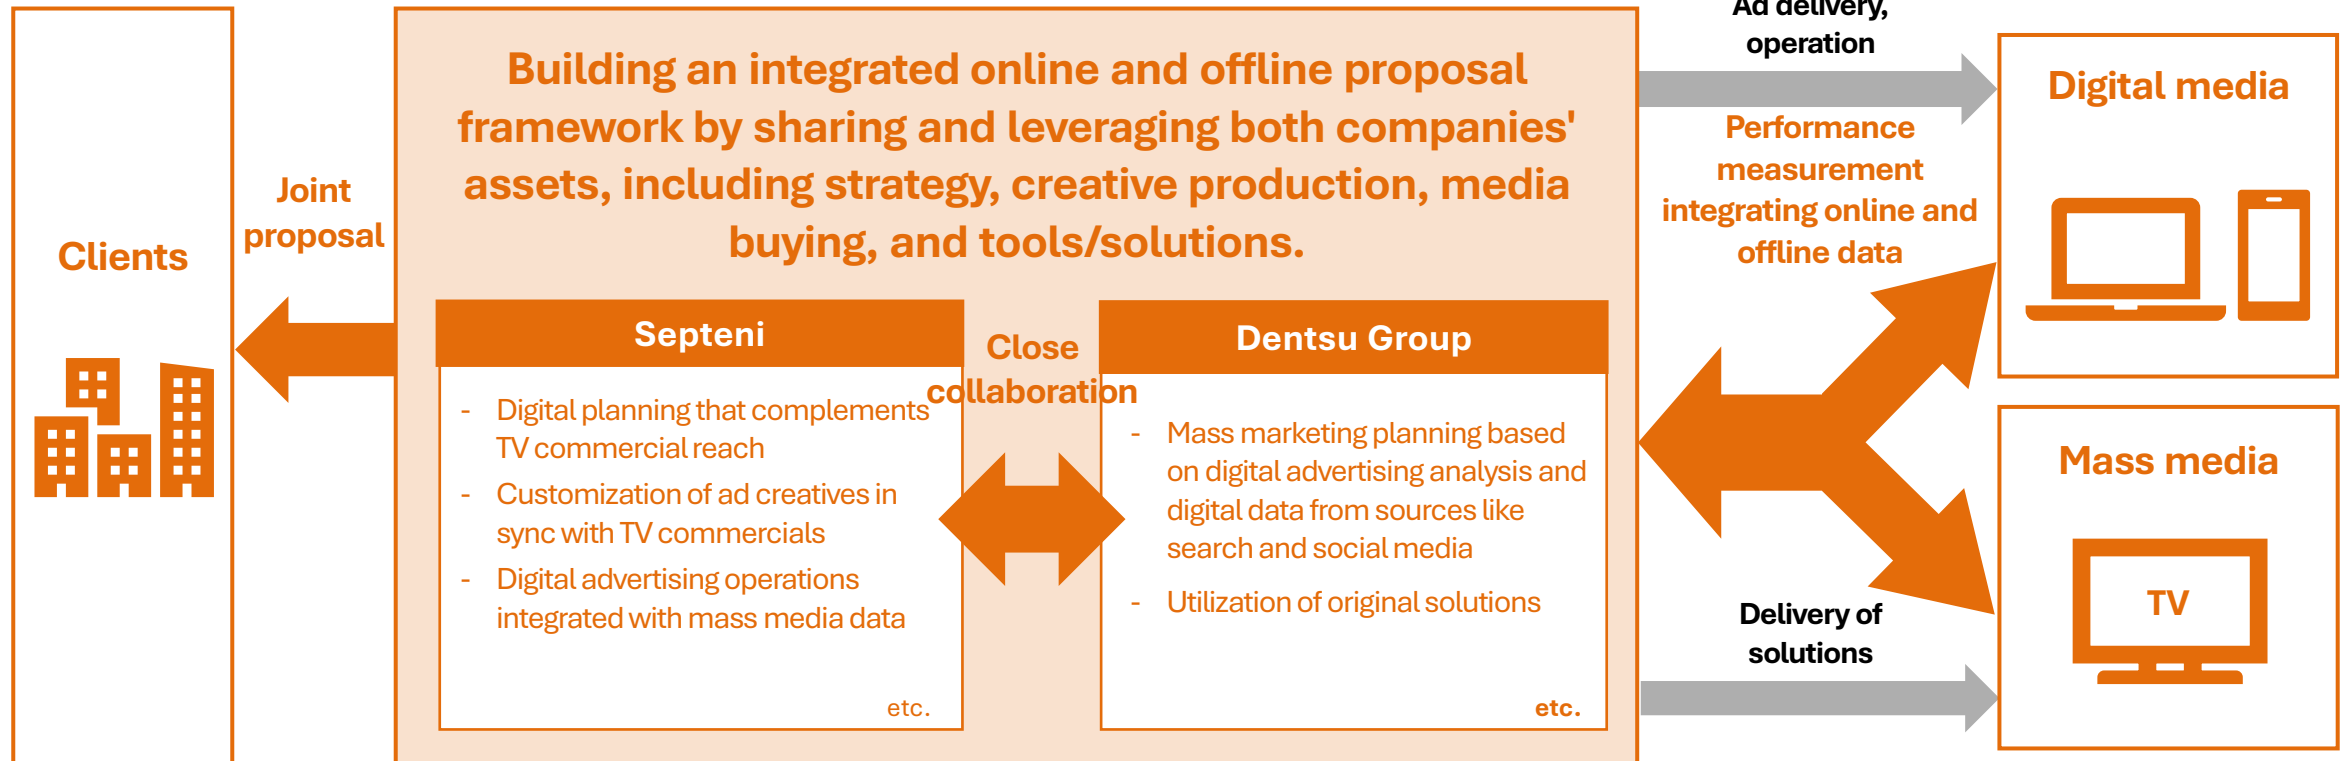 Clients
Joint
proposal
Building an integrated online and offline proposal
framework by sharing and leveraging both companies'
assets, including strategy, creative production, media
buying, and tools/solutions.
Septeni
- Digital planning that complements
TV commercial reach
- Customization of ad creatives in
sync with TV commercials
- Digital advertising operations
integrated with mass media data
etc.
Close
collaboration
Dentsu Group
- Mass marketing planning based
on digital advertising analysis and
digital data from sources like
search and social media
- Utilization of original solutions
etc.
Ad delivery,
operation
Performance
measurement
integrating online and
offline data
Delivery of
solutions
Digital media
Mass media
TV